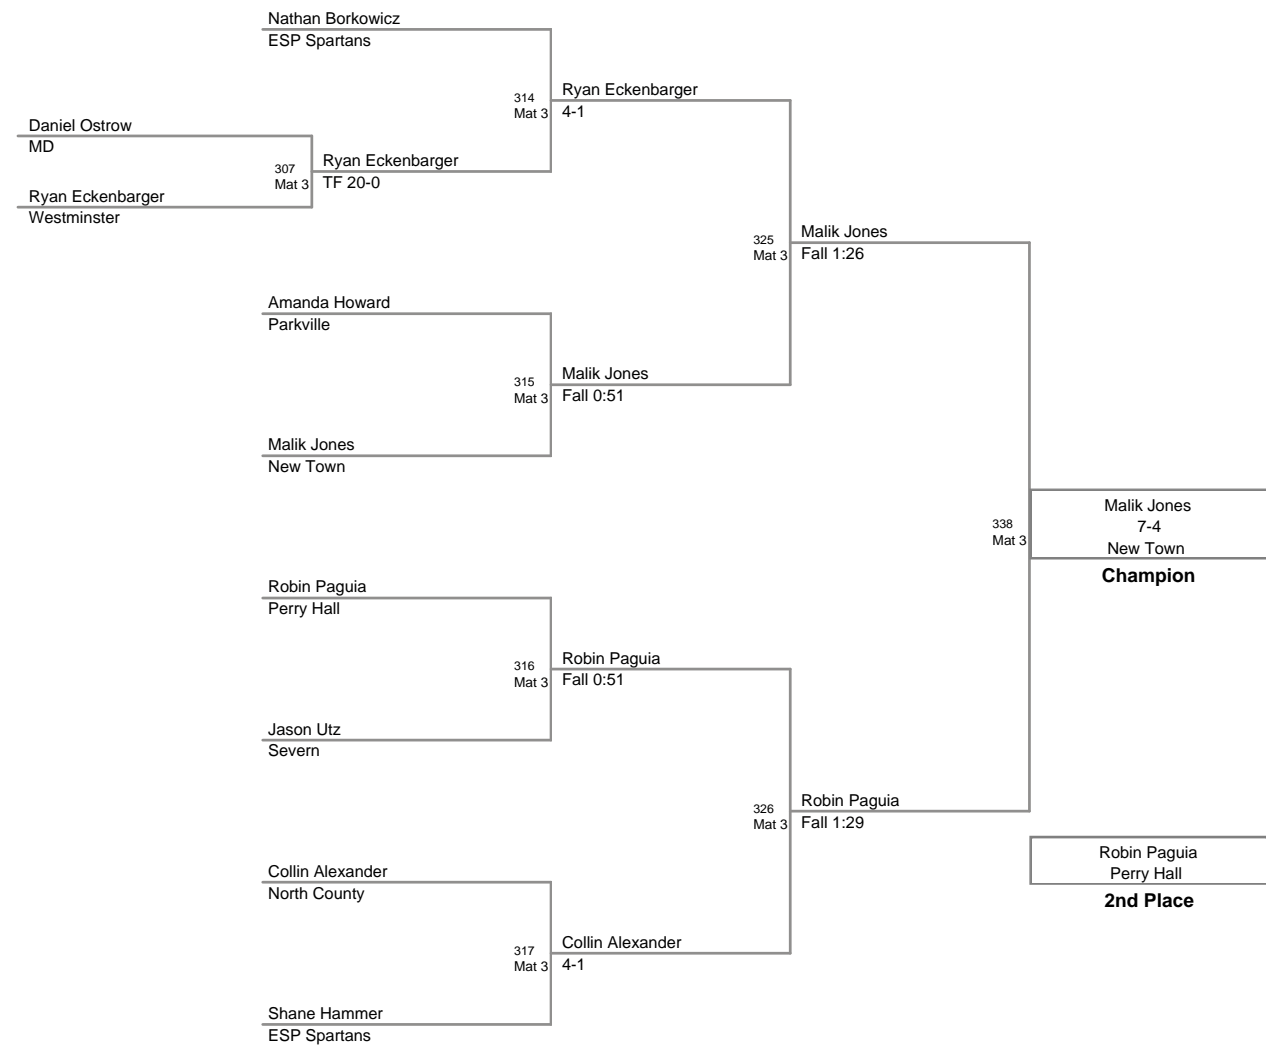 Nathan Borkowicz
ESP Spartans
314
Mat 3
Ryan Eckenbarger
4-1
Daniel Ostrow
MD
307
Mat 3
Ryan Eckenbarger
TF 20-0
Ryan Eckenbarger
Westminster
325
Mat 3
Malik Jones
Fall 1:26
Amanda Howard
Parkville
315
Mat 3
Malik Jones
Fall 0:51
Malik Jones
New Town
338
Mat 3
Malik Jones
7-4
New Town
Champion
Robin Paguia
Perry Hall
316
Mat 3
Robin Paguia
Fall 0:51
Jason Utz
Severn
326
Mat 3
Robin Paguia
Fall 1:29
Robin Paguia
Perry Hall
2nd Place
Collin Alexander
North County
317
Mat 3
Collin Alexander
4-1
Shane Hammer
ESP Spartans